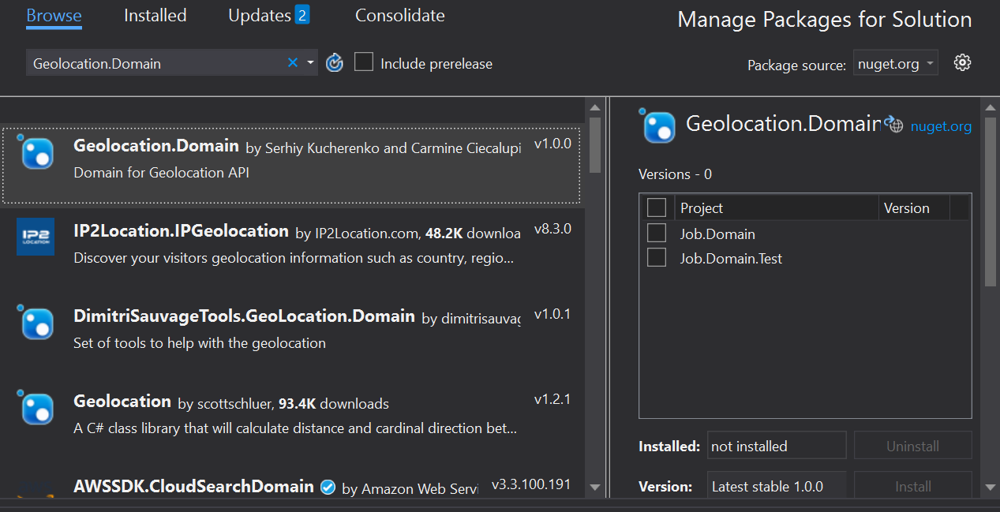 Browse Installed Updates 2 Consolidate Manage Packages for Solution
Geolocation.Domain Include prerelease Package source: nuget.org
Geolocation.Domain by Serhiy Kucherenko and Carmine Ciecalupi v1.0.0
Domain for Geolocation API
IP2 LOCATION IP2Location.IPGeolocation by IP2Location.com, 48.2K downloa v8.3.0
Discover your visitors geolocation information such as country, regio...
DimitriSauvageTools.GeoLocation.Domain by dimitrisauvag v1.0.1
Set of tools to help with the geolocation
Geolocation by scottschluer, 93.4K downloads v1.2.1
A C# class library that will calculate distance and cardinal direction bet...
AWSSDK.CloudSearchDomain by Amazon Web Servi v3.3.100.191
Geolocation.Domain nuget.org
Versions - 0
Project Version
Job.Domain
Job.Domain.Test
Installed: not installed Uninstall
Version: Latest stable 1.0.0 Install